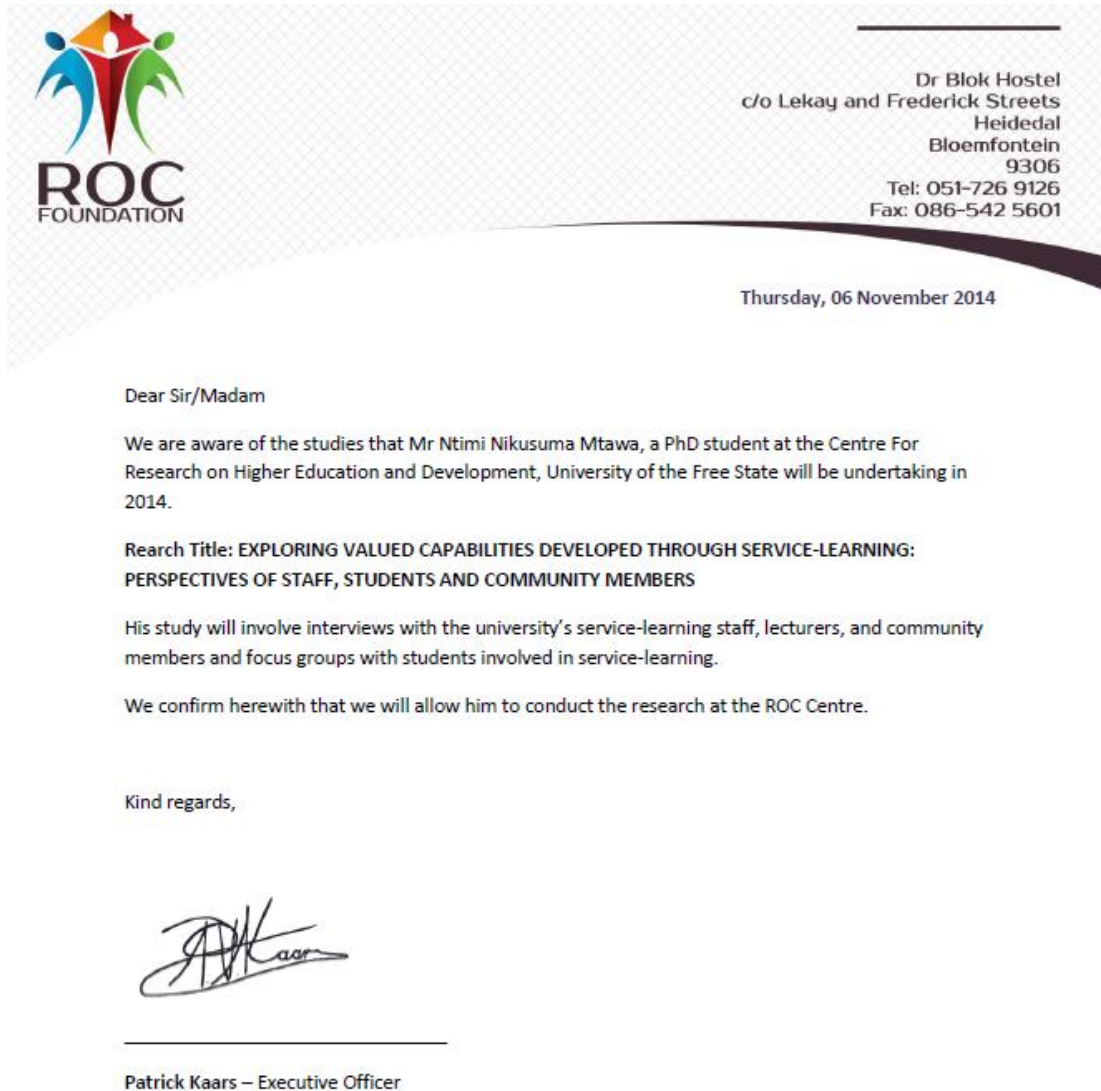 ROC
FOUNDATION
Dr Blok Hostel
c/o Lekay and Frederick Streets
Heidedal
Bloemfontein
9306
Tel: 051-726 9126
Fax: 086-542 5601
Thursday, 06 November 2014
Dear Sir/Madam
We are aware of the studies that Mr Ntimi Nikusuma Mtawa, a PhD student at the Centre For
Research on Higher Education and Development, University of the Free State will be undertaking in
2014.
Rearch Title: EXPLORING VALUED CAPABILITIES DEVELOPED THROUGH SERVICE-LEARNING:
PERSPECTIVES OF STAFF, STUDENTS AND COMMUNITY MEMBERS
His study will involve interviews with the university's service-learning staff, lecturers, and community
members and focus groups with students involved in service-learning.
We confirm herewith that we will allow him to conduct the research at the ROC Centre.
Kind regards,
Patrick Kaars – Executive Officer